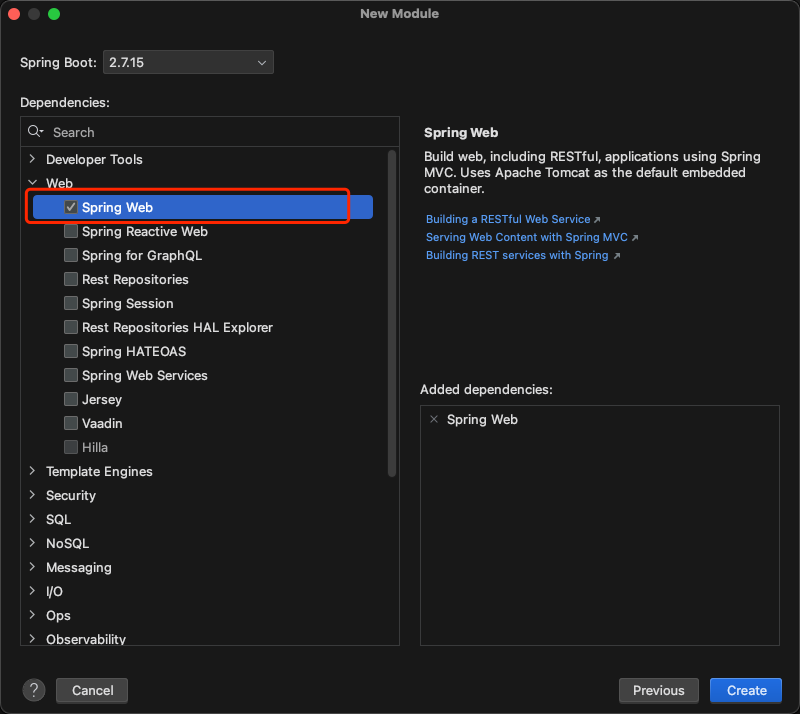 New Module
Spring Boot: 2.7.15
Dependencies:
Search
Developer Tools
Web
Spring Web
Spring Reactive Web
Spring for GraphQL
Rest Repositories
Spring Session
Rest Repositories HAL Explorer
Spring HATEOAS
Spring Web Services
Jersey
Vaadin
Hilla
Template Engines
Security
SQL
NoSQL
Messaging
I/O
Ops
Observability
Spring Web
Build web, including RESTful, applications using Spring
MVC. Uses Apache Tomcat as the default embedded
container.
Building a RESTful Web Service
Serving Web Content with Spring MVC
Building REST services with Spring
Added dependencies:
Spring Web
?
Cancel
Previous
Create